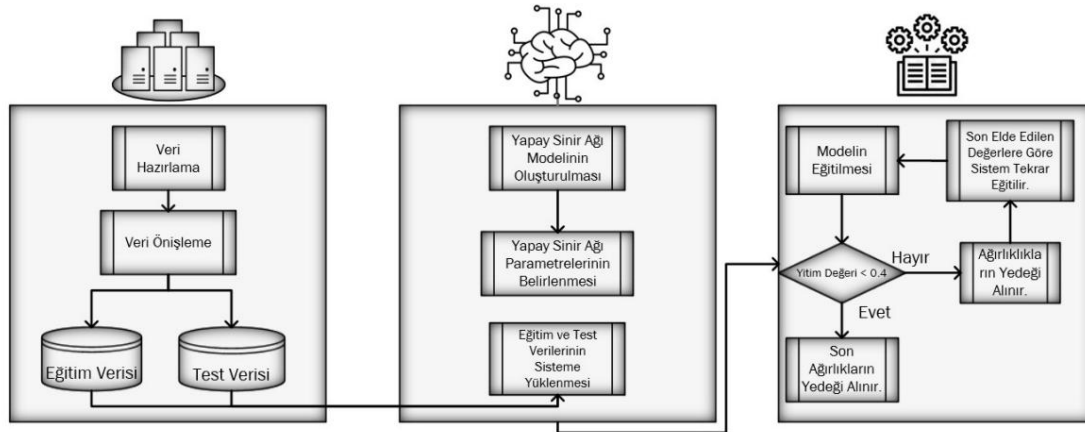 Veri
Hazırlama
Veri Önişleme
Eğitim Verisi
Test Verisi
Yapay Sinir Ağı
Modelinin
Oluşturulması
Yapay Sinir Ağı
Parametrelerinin
Belirlenmesi
Eğitim ve Test
Verilerinin
Sisteme
Yüklenmesi
Modelin
Eğitilmesi
Son Elde Edilen
Değerlere Göre
Sistem Tekrar
Eğitilir.
Yitim Değeri < 0.4
Hayır
Ağırlıklıkla
rın Yedeği
Alınır.
Evet
Son
Ağırlıkların
Yedeği Alınır.